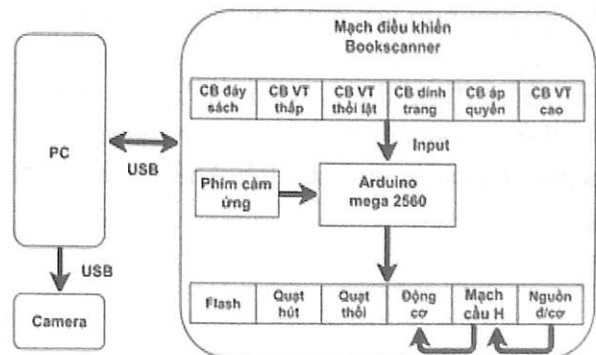 Mạch điều khiển
Bookscanner
CB đáy sách
CB VT thấp
CB VT thổi lật
CB dính trang
CB áp quyển
CB VT cao
PC
USB
Input
Phím cảm ứng
Arduino
mega 2560
USB
Camera
Flash
Quạt hút
Quạt thổi
Động cơ
Mạch cầu H
Nguồn đ/cơ